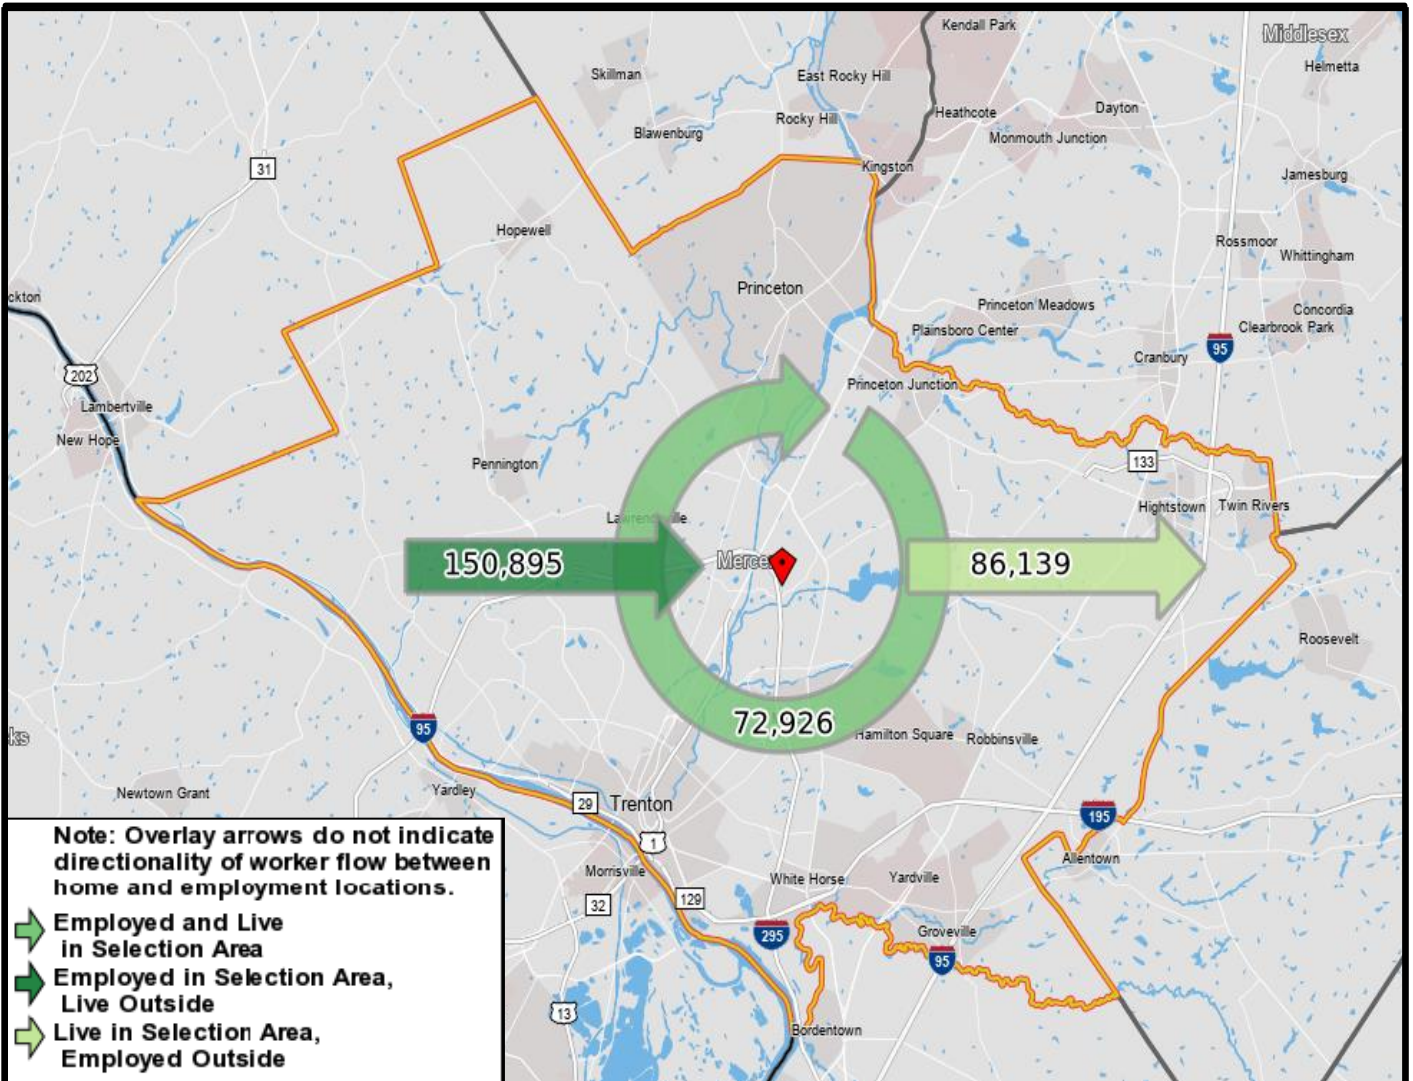 Kendall Park
Middlesex
Helmetta
Skillman
East Rocky Hill
Dayton
Heathcote
Rocky Hill
Blawenburg
Monmouth Junction
31
Kingston
Jamesburg
Hopewell
Rossmoor
Whittingham
Princeton
ckton
Princeton Meadows
Concordia
Plainsboro Center
Clearbrook Park
95
Cranbury
202
Princeton Junction
Lambertville
New Hope
Pennington
133
Hightstown
Twin Rivers
150,895
86,139
Roosevelt
72,926
95
Hamilton Square
Robbinsville
ks
Newtown Grant
Yardley
29
Trenton
195
1
Allentown
Morrisville
White Horse
Yardville
32
129
295
Groveville
95
13
Bordentown
Note: Overlay arrows do not indicate
directionality of worker flow between
home and employment locations.
Employed and Live
in Selection Area
Employed in Selection Area,
Live Outside
Live in Selection Area,
Employed Outside